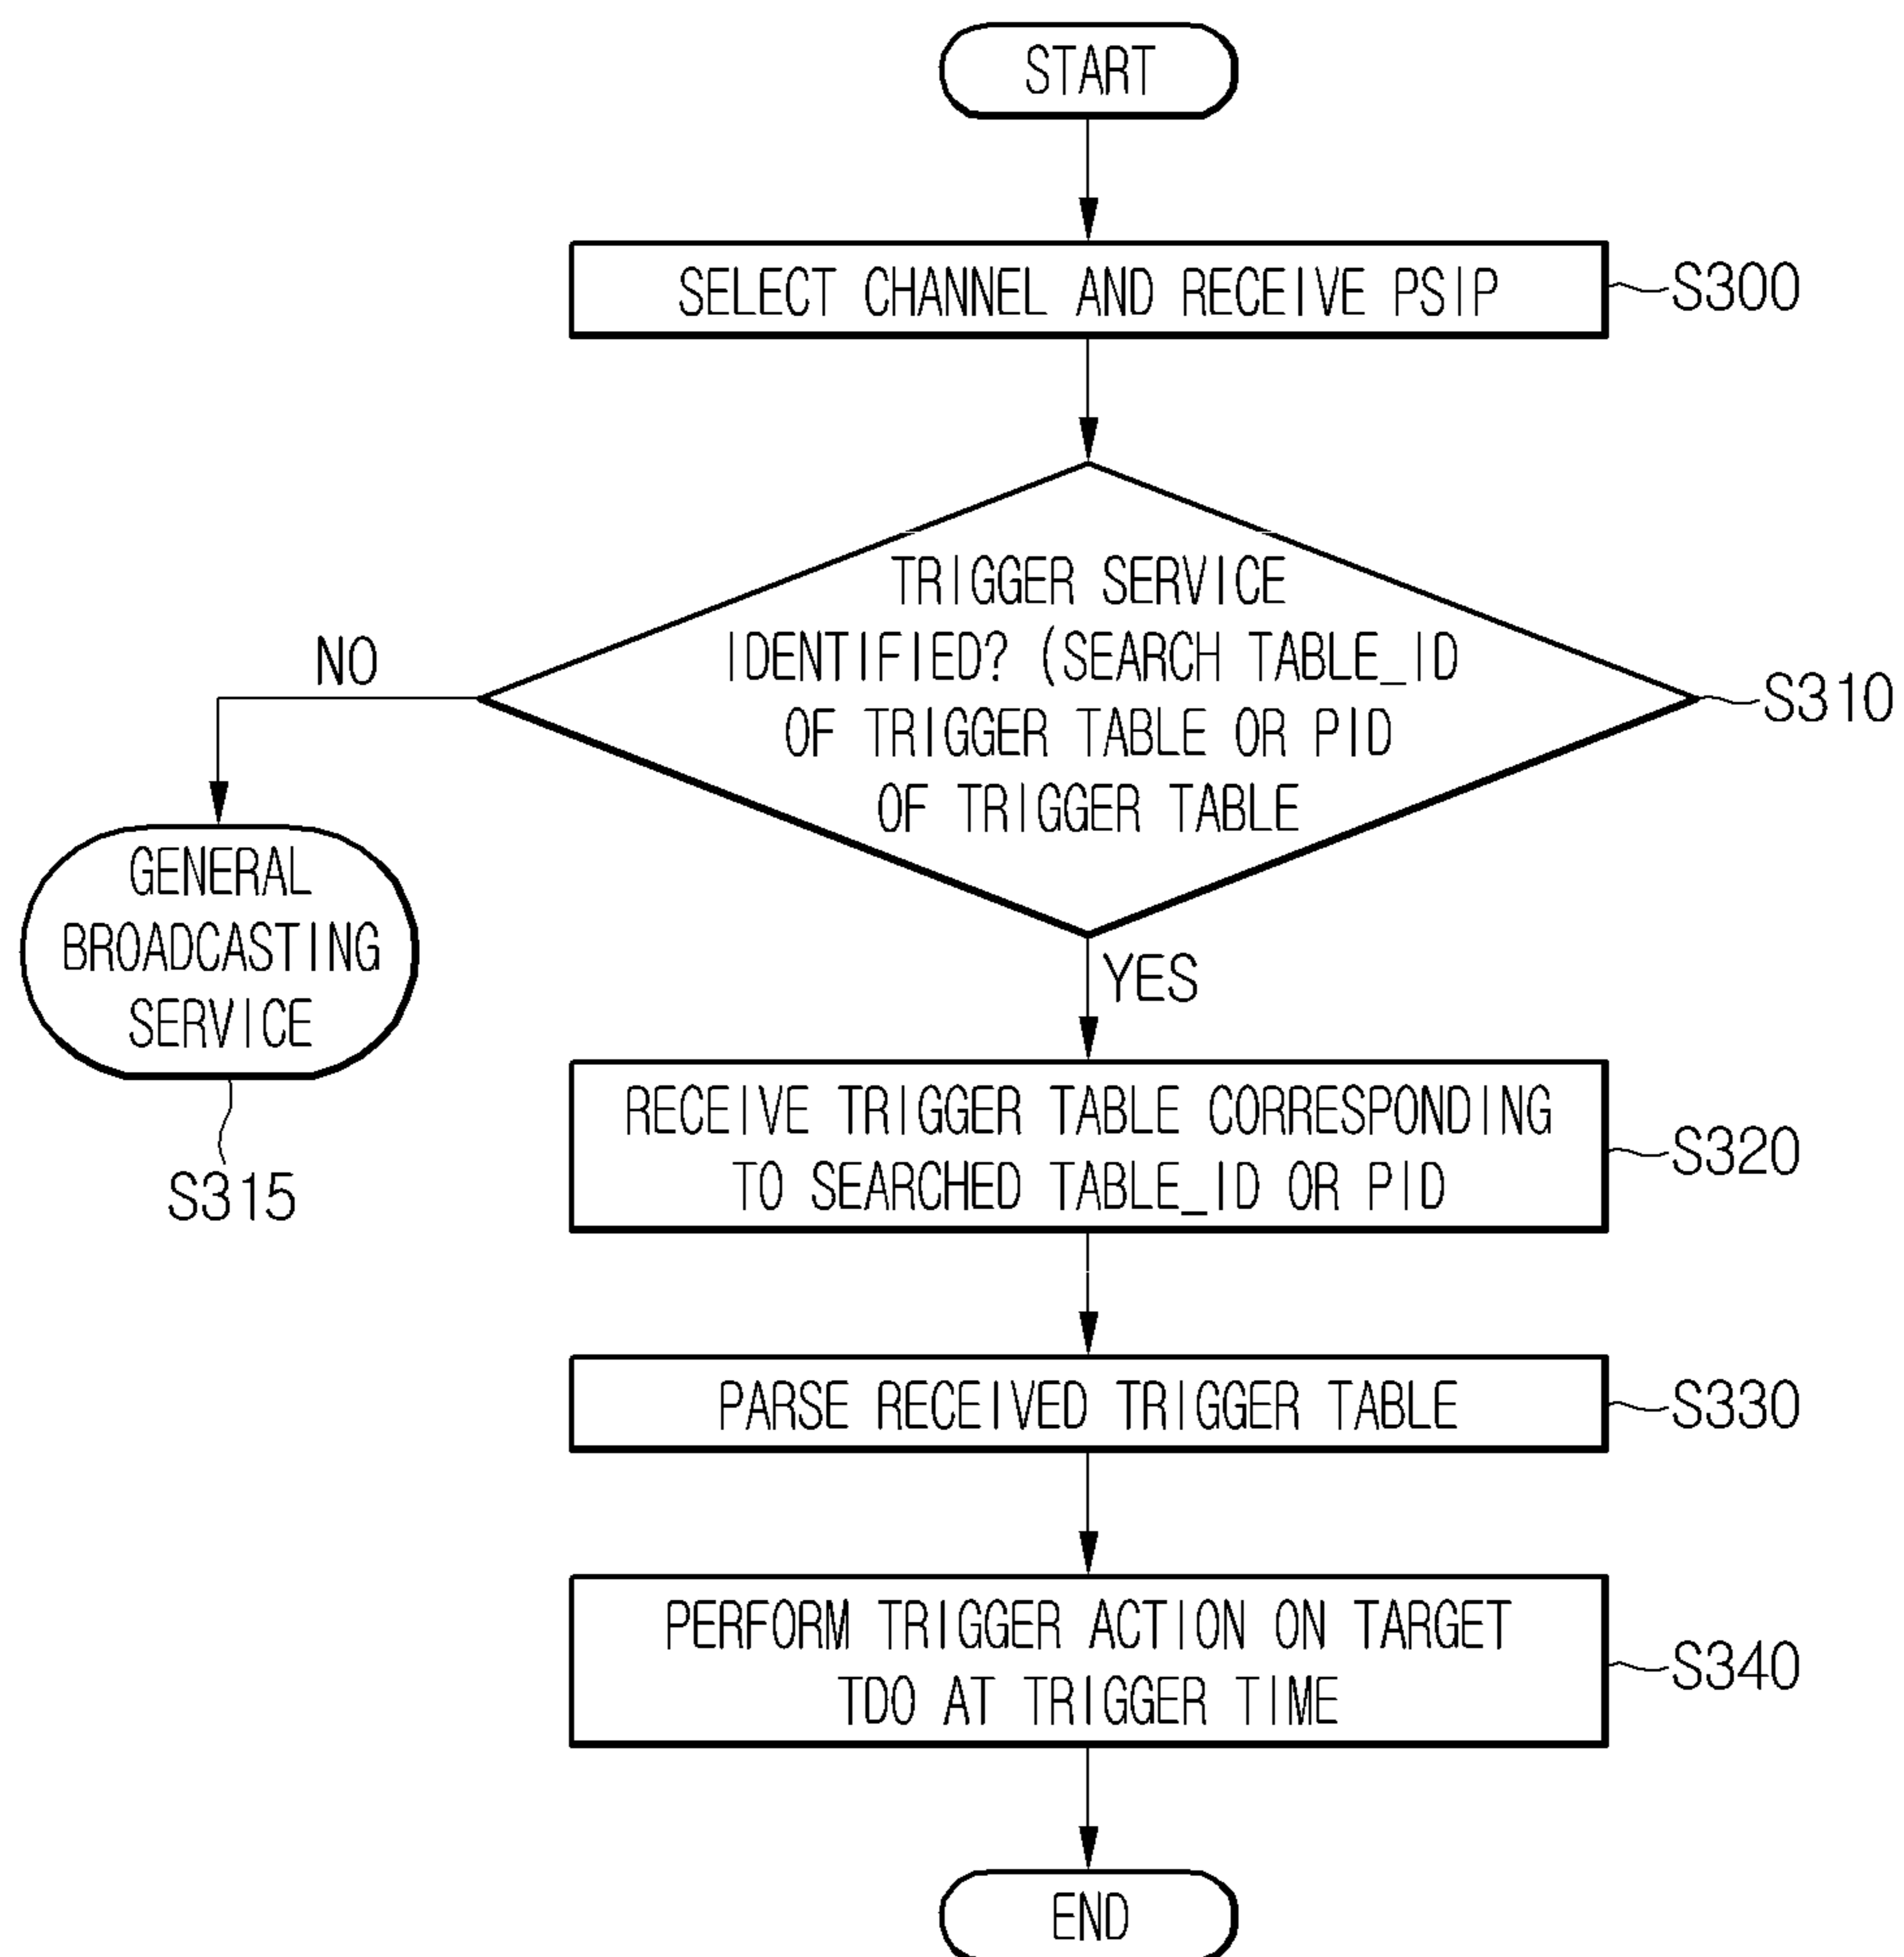 START
SELECT CHANNEL AND RECEIVE PSIP
S300
TRIGGER SERVICE
IDENTIFIED? (SEARCH TABLE_ID
OF TRIGGER TABLE OR PID
OF TRIGGER TABLE
S310
NO
GENERAL
BROADCASTING
SERVICE
S315
YES
RECEIVE TRIGGER TABLE CORRESPONDING
TO SEARCHED TABLE_ID OR PID
S320
PARSE RECEIVED TRIGGER TABLE
S330
PERFORM TRIGGER ACTION ON TARGET
TDO AT TRIGGER TIME
S340
END